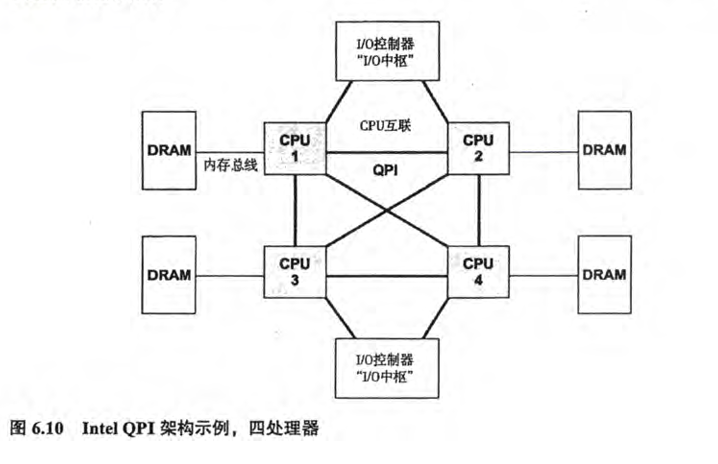 I/O控制器
“I/O中枢”
CPU互联
DRAM
内存总线
CPU
1
QPI
CPU
2
DRAM
DRAM
CPU
3
CPU
4
DRAM
I/O控制器
“I/O中枢”
图 6.10 Intel QPI 架构示例，四处理器